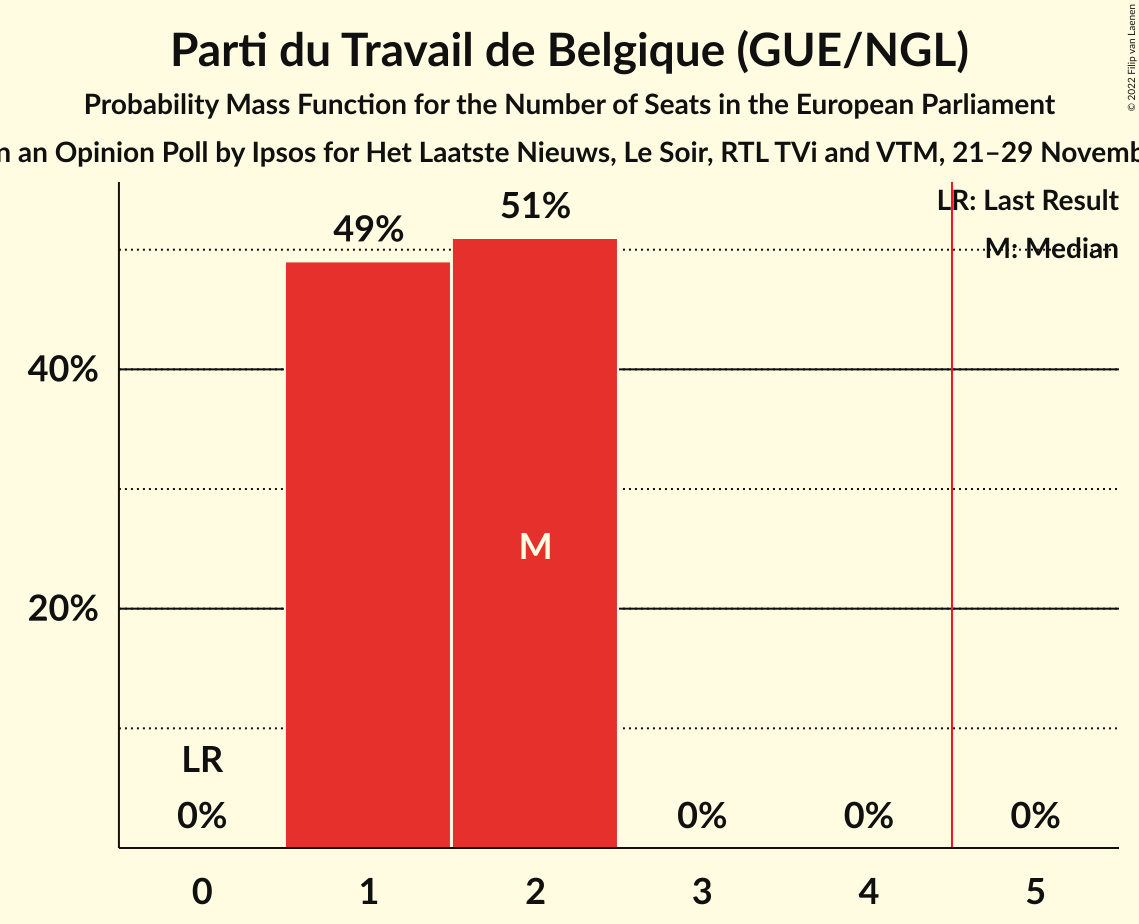 Parti du Travail de Belgique (GUE/NGL)
Probability Mass Function for the Number of Seats in the European Parliament
an Opinion Poll by Ipsos for Het Laatste Nieuws, Le Soir, RTL TVi and VTM, 21–29
© 2022 Filip van Laenen
LR: Last Result
M: Median
49%
51%
40%
20%
M
LR
0%
0%
0%
0%
0
1
2
3
4
5